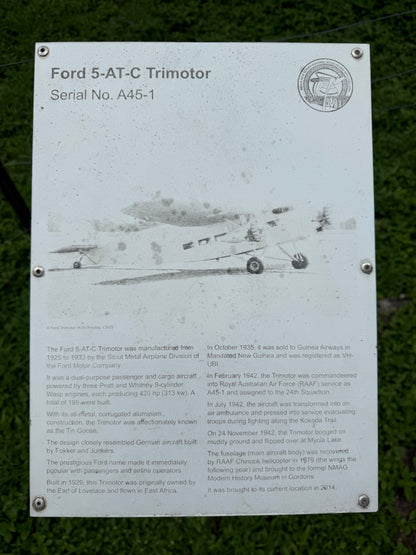 Ford 5-AT-C Trimotor
Serial No. A45-1
The Ford 5-AT-C Trimotor was manufactured from
1925 to 1933 by the Stout Metal Airplane Division of
the Ford Motor Company.
It was a dual-purpose passenger and cargo aircraft
powered by three Pratt and Whitney 9-cylinder
Wasp engines, each producing 420 hp (313 kw). A
total of 199 were built.
With its all-metal, corrugated aluminium
construction, the Trimotor was affectionately known
as the Tin Goose.
The design closely resembled German aircraft built
by Fokker and Junkers.
The prestigious Ford name made it immediately
popular with passengers and airline operators.
Built in 1929, this Trimotor was originally owned by
the Earl of Lovelace and flown in East Africa.
In October 1935, it was sold to Guinea Airways in
Mandated New Guinea and was registered as VH-
UBI.
In February 1942, the Trimotor was commandeered
into Royal Australian Air Force (RAAF) service as
A45-1 and assigned to the 24th Squadron.
In July 1942, the aircraft was transformed into an
air ambulance and pressed into service evacuating
troops during fighting along the Kokoda Trail.
On 24 November 1942, the Trimotor bogged on
muddy ground and flipped over at Myola Lake.
The fuselage (main aircraft body) was recovered
by RAAF Chinook helicopter in 1979 (the wings the
following year) and brought to the former NMAG
Modern History Museum in Gordons.
It was brought to its current location in 2014.